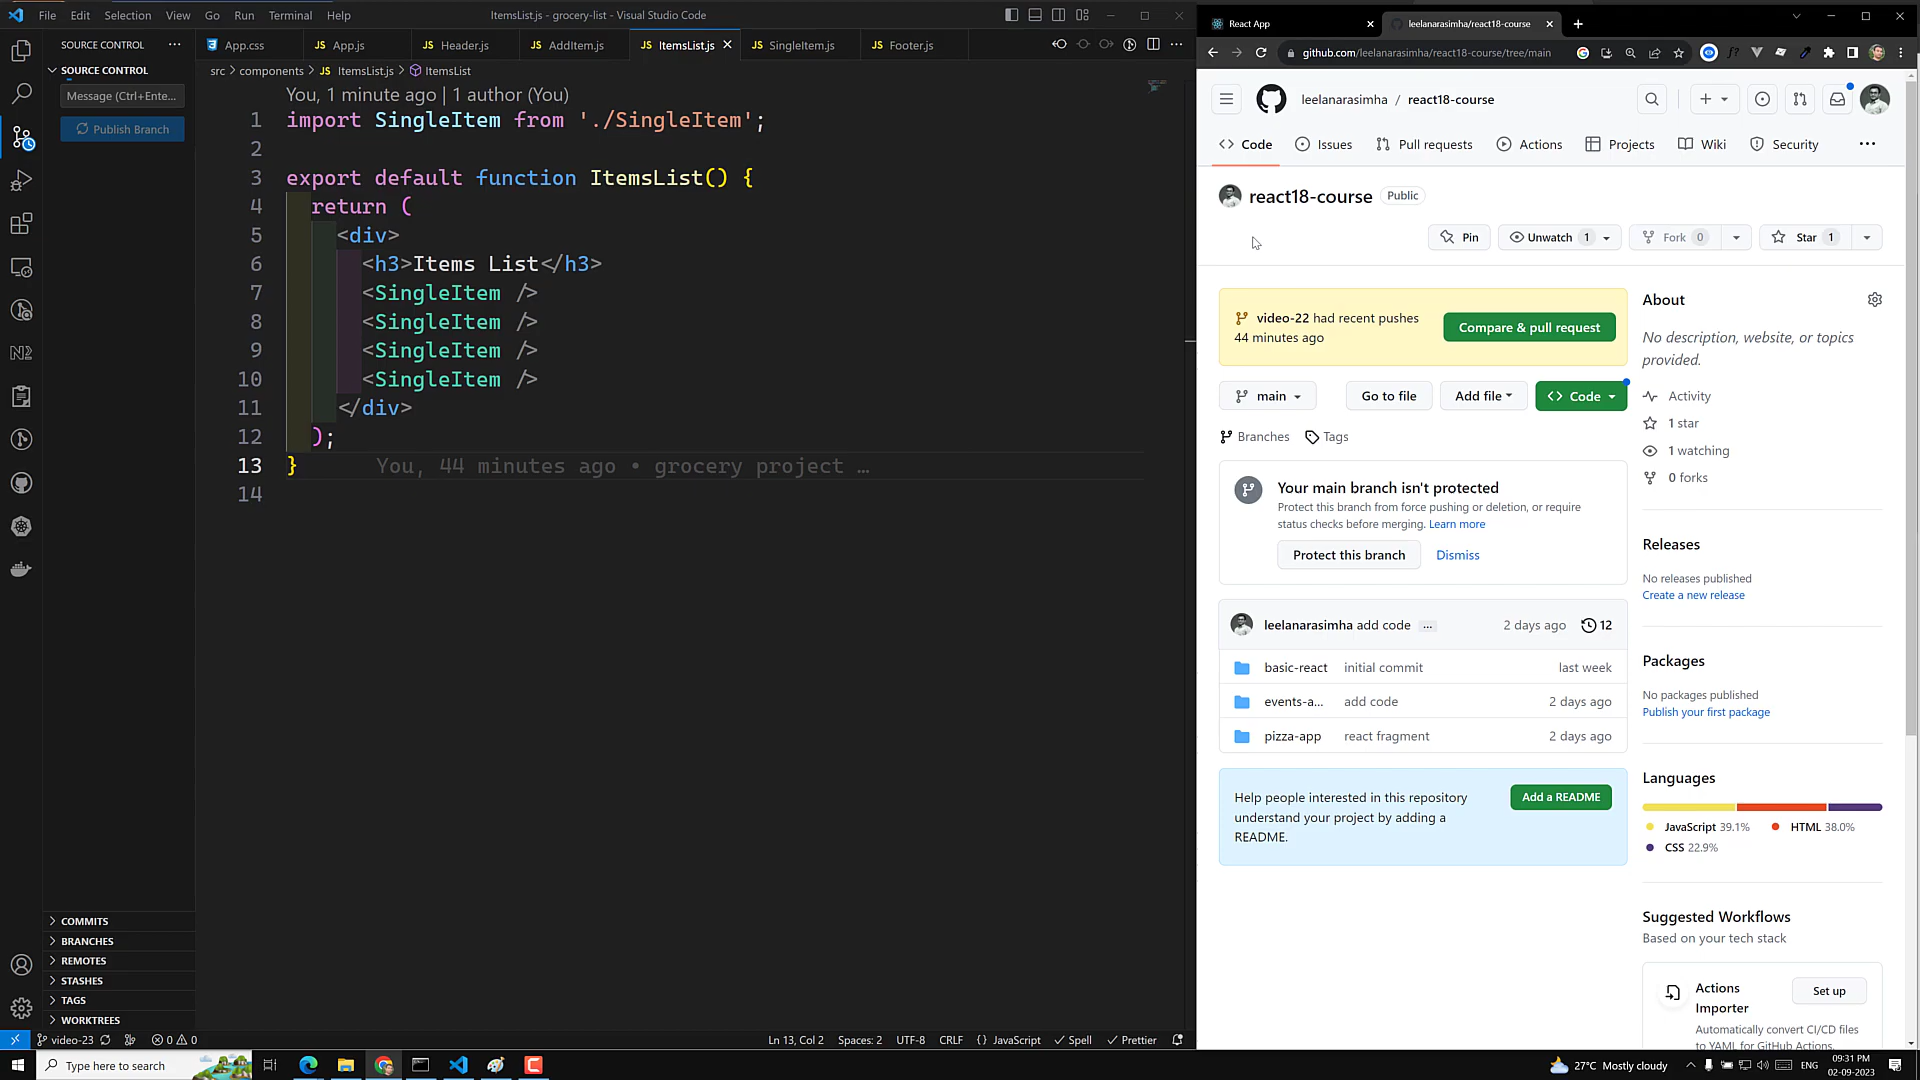 File Edit Selection View Go Run Terminal Help
ItemsList.js - grocery-list - Visual Studio Code
SOURCE CONTROL
SOURCE CONTROL
Message (Ctrl+Ente...
Publish Branch
COMMITS
BRANCHES
REMOTES
STASHES
TAGS
WORKTREES
App.css JS App.js JS Header.js JS AddItem.js JS ItemsList.js JS SingleItem.js JS Footer.js
src > components > JS ItemsList.js > ItemsList
You, 1 minute ago | 1 author (You)
1 import SingleItem from './SingleItem';
2
3 export default function ItemsList() {
4 return (
5 <div>
6 <h3>Items List</h3>
7 <SingleItem />
8 <SingleItem />
9 <SingleItem />
10 <SingleItem />
11 </div>
12 );
13 } You, 44 minutes ago • grocery project …
14
video-23 0 0
Ln 13, Col 2 Spaces: 2 UTF-8 CRLF {} JavaScript Spell Prettier
React App
leelanarasimha/react18-course
github.com/leelanarasimha/react18-course/tree/main
leelanarasimha / react18-course
Code Issues Pull requests Actions Projects Wiki Security
react18-course Public
Pin Unwatch 1 Fork 0 Star 1
video-22 had recent pushes
44 minutes ago
Compare & pull request
main Go to file Add file Code
Branches Tags
Your main branch isn't protected
Protect this branch from force pushing or deletion, or require
status checks before merging. Learn more
Protect this branch Dismiss
leelanarasimha add code ... 2 days ago 12
basic-react initial commit last week
events-a... add code 2 days ago
pizza-app react fragment 2 days ago
Help people interested in this repository
understand your project by adding a
README.
Add a README
About
No description, website, or topics
provided.
Activity
1 star
1 watching
0 forks
Releases
No releases published
Create a new release
Packages
No packages published
Publish your first package
Languages
JavaScript 39.1% HTML 38.0%
CSS 22.9%
Suggested Workflows
Based on your tech stack
Actions
Importer
Set up
Automatically convert CI/CD files
to YAML for GitHub Actions.
Type here to search
27°C Mostly cloudy
ENG
09:31 PM
02-09-2023